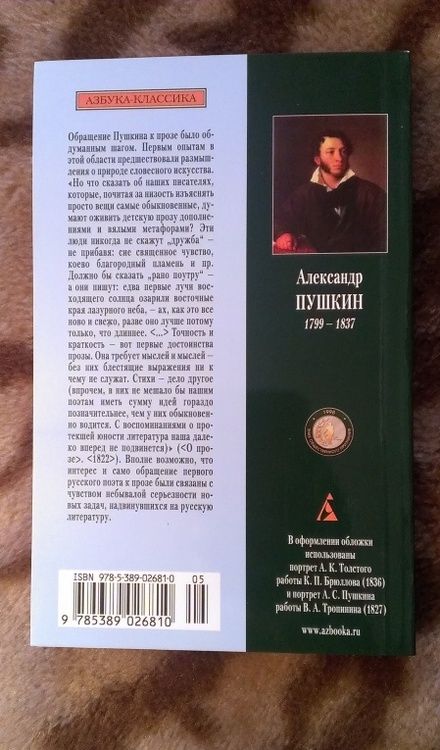 АЗБУКА-КЛАССИКА
Обращение Пушкина к прозе было об-
думанным шагом. Первым опытам в
этой области предшествовали размыш-
ления о природе словесного искусства.
«Но что сказать об наших писателях,
которые, почитая за низость изъяснять
просто вещи самые обыкновенные, ду-
мают оживить детскую прозу дополне-
ниями и вялыми метафорами? Эти
люди никогда не скажут „дружба“ –
не прибавя: сие священное чувство,
коего благородный пламень и пр.
Должно бы сказать „рано поутру“ –
а они пишут: едва первые лучи вос-
ходящего солнца озарили восточные
края лазурного неба, – ах, как это все
ново и свежо, разве оно лучше потому
только, что длиннее. <...> Точность и
краткость – вот первые достоинства
прозы. Она требует мыслей и мыслей –
без них блестящие выражения ни к
чему не служат. Стихи – дело другое
(впрочем, в них не мешало бы нашим
поэтам иметь сумму идей гораздо
позначительнее, чем у них обыкновен-
но водится. С воспоминаниями о про-
текшей юности литература наша дале-
ко вперед не подвинется)» (<О про-
зе>. <1822>). Вполне возможно, что
интерес и само обращение первого
русского поэта к прозе были связаны с
чувством небывалой серьезности но-
вых задач, надвинувшихся на русскую
литературу.
ISBN 978-5-389-02681-0
05
9 785389 026810
Александр
ПУШКИН
1799 – 1837
1998
В оформлении обложки
использованы
портрет А. К. Толстого
работы К. П. Брюллова (1836)
и портрет А. С. Пушкина
работы В. А. Тропинина (1827)
www.azbooka.ru